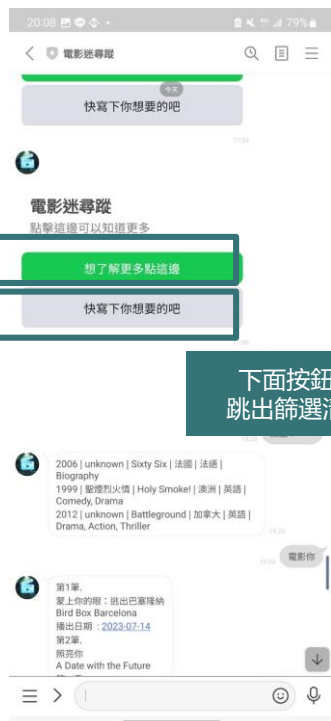 20:08
79%
電影迷尋蹤
今天
快寫下你想要的吧
電影迷尋蹤
點擊這邊可以知道更多
想了解更多點這邊
快寫下你想要的吧
下面按鈕
跳出篩選
2006 | unknown | Sixty Six | 法國 | 法語 |
Biography
1999 | 聖煙烈火情 | Holy Smoke! | 澳洲 | 英語 |
Comedy, Drama
2012 | unknown | Battleground | 加拿大 | 英語 |
Drama, Action, Thriller
電影你
第1筆.
蒙上你的眼：逃出巴塞隆納
Bird Box Barcelona
播出日期 : 2023-07-14
第2筆.
照亮你
A Date with the Future